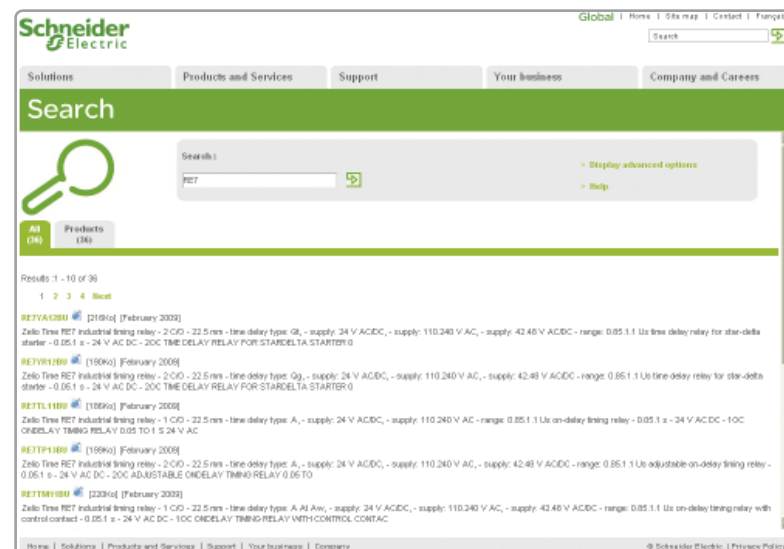 Global | Home | Site map | Contact | Françai
Schneider
Electric
Search
Solutions
Products and Services
Support
Your business
Company and Careers
Search
Search :
RE7
> Display advanced options
> Help
All
(36)
Products
(36)
Results :1 - 10 of 36
1 2 3 4 Next
RE7YA12BU [216Ko] [February 2009]
Zelio Time RE7 industrial timing relay - 2 C/O - 22.5 mm - time delay type: Qt, - supply: 24 V AC/DC, - supply: 110.240 V AC, - supply: 42.48 V AC/DC - range: 0.05.1.1 Us time delay relay for star-delta
starter - 0.05.1 s - 24 V AC DC - 2OC TIME DELAY RELAY FOR STARDELTA STARTER 0
RE7YR12BU [190Ko] [February 2009]
Zelio Time RE7 industrial timing relay - 2 C/O - 22.5 mm - time delay type: Qg, - supply: 24 V AC/DC, - supply: 110.240 V AC, - supply: 42.48 V AC/DC - range: 0.05.1.1 Us time delay relay for star-delta
starter - 0.05.1 s - 24 V AC DC - 2OC TIME DELAY RELAY FOR STARDELTA STARTER 0
RE7TL11BU [186Ko] [February 2009]
Zelio Time RE7 industrial timing relay - 1 C/O - 22.5 mm - time delay type: A, - supply: 24 V AC/DC, - supply: 110.240 V AC - range: 0.05.1.1 Us on-delay timing relay - 0.05.1 s - 24 V AC DC - 1OC
ONDELAY TIMING RELAY 0.05 TO 1 S 24 V AC
RE7TP13BU [199Ko] [February 2009]
Zelio Time RE7 industrial timing relay - 2 C/O - 22.5 mm - time delay type: A, - supply: 24 V AC/DC, - supply: 110.240 V AC, - supply: 42.48 V AC/DC - range: 0.05.1.1 Us adjustable on-delay timing relay -
0.05.1 s - 24 V AC DC - 2OC ADJUSTABLE ONDELAY TIMING RELAY 0.05 TO
RE7TM11BU [220Ko] [February 2009]
Zelio Time RE7 industrial timing relay - 1 C/O - 22.5 mm - time delay type: A At Aw, - supply: 24 V AC/DC, - supply: 110.240 V AC, - supply: 42.48 V AC/DC - range: 0.05.1.1 Us on-delay timing relay with
control contact - 0.05.1 s - 24 V AC DC - 1OC ONDELAY TIMING RELAY WITH CONTROL CONTAC
Home | Solutions | Products and Services | Support | Your business | Company
© Schneider Electric | Privacy Policy